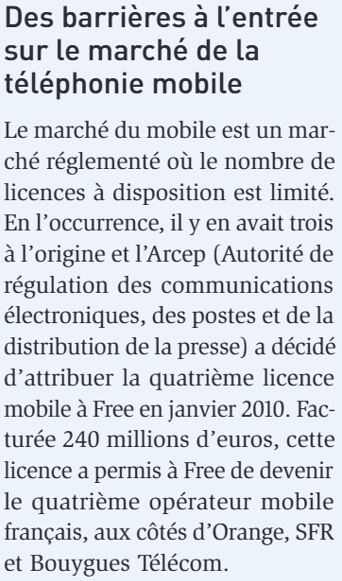 Des barrières à l’entrée
sur le marché de la
téléphonie mobile
Le marché du mobile est un mar-
ché réglementé où le nombre de
licences à disposition est limité.
En l’occurrence, il y en avait trois
à l’origine et l’Arcep (Autorité de
régulation des communications
électroniques, des postes et de la
distribution de la presse) a décidé
d’attribuer la quatrième licence
mobile à Free en janvier 2010. Fac-
turée 240 millions d’euros, cette
licence a permis à Free de devenir
le quatrième opérateur mobile
français, aux côtés d’Orange, SFR
et Bouygues Télécom.